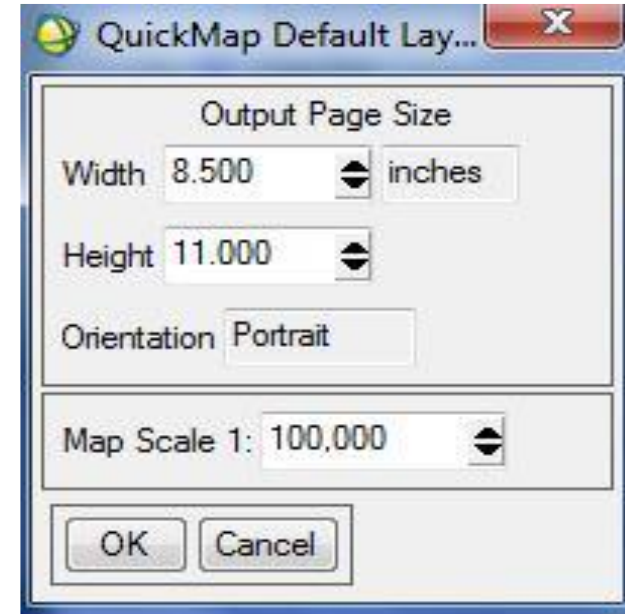 QuickMap Default Lay...
Output Page Size
Width 8.500 inches
Height 11.000
Orientation Portrait
Map Scale 1: 100,000
OK Cancel